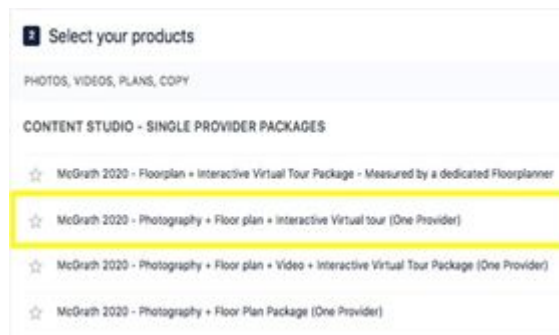 2 Select your products
PHOTOS, VIDEOS, PLANS, COPY
CONTENT STUDIO - SINGLE PROVIDER PACKAGES
McGrath 2020 - Floorplan + Interactive Virtual Tour Package - Measured by a dedicated Floorplanner
McGrath 2020 - Photography + Floor plan + Interactive Virtual tour (One Provider)
McGrath 2020 - Photography + Floor plan + Video + Interactive Virtual Tour Package (One Provider)
McGrath 2020 - Photography + Floor Plan Package (One Provider)